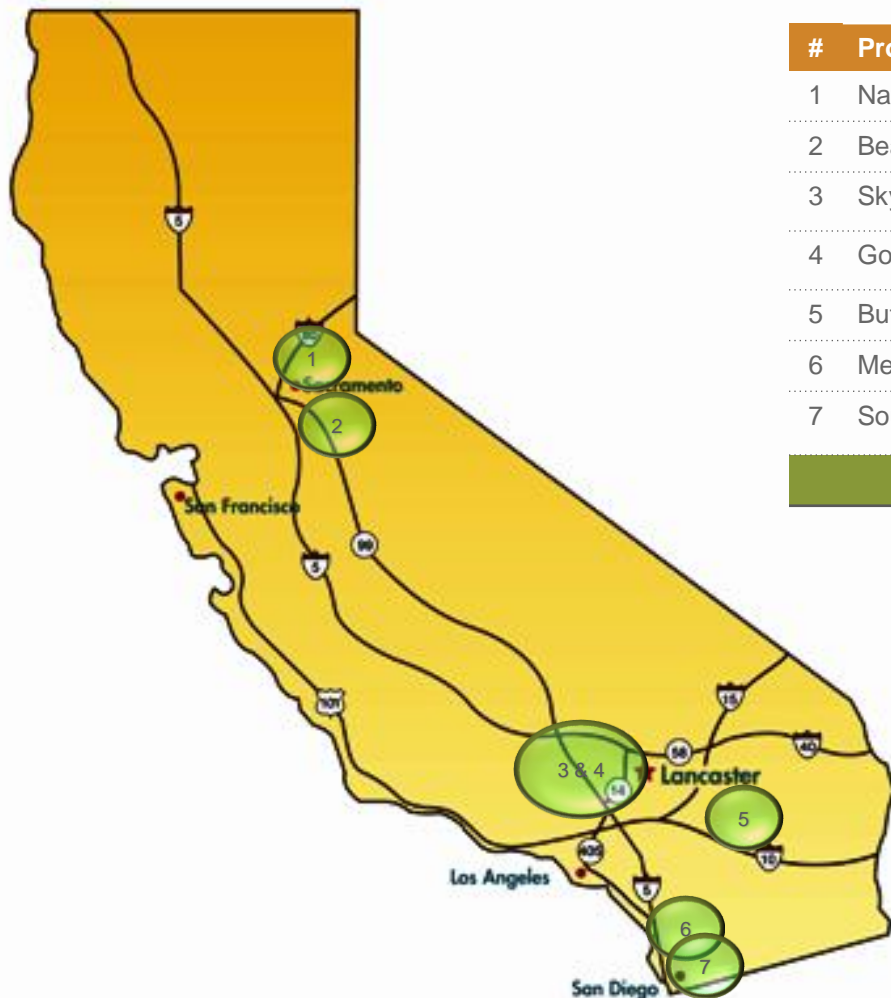 # Pro
1 Na
2 Be
3 Sky
4 Go
5 Bu
6 Me
7 So
5
1
Sacramento
2
San Francisco
99
5
101
15
58
40
3 & 4
Lancaster
14
5
10
405
Los Angeles
5
6
7
San Diego